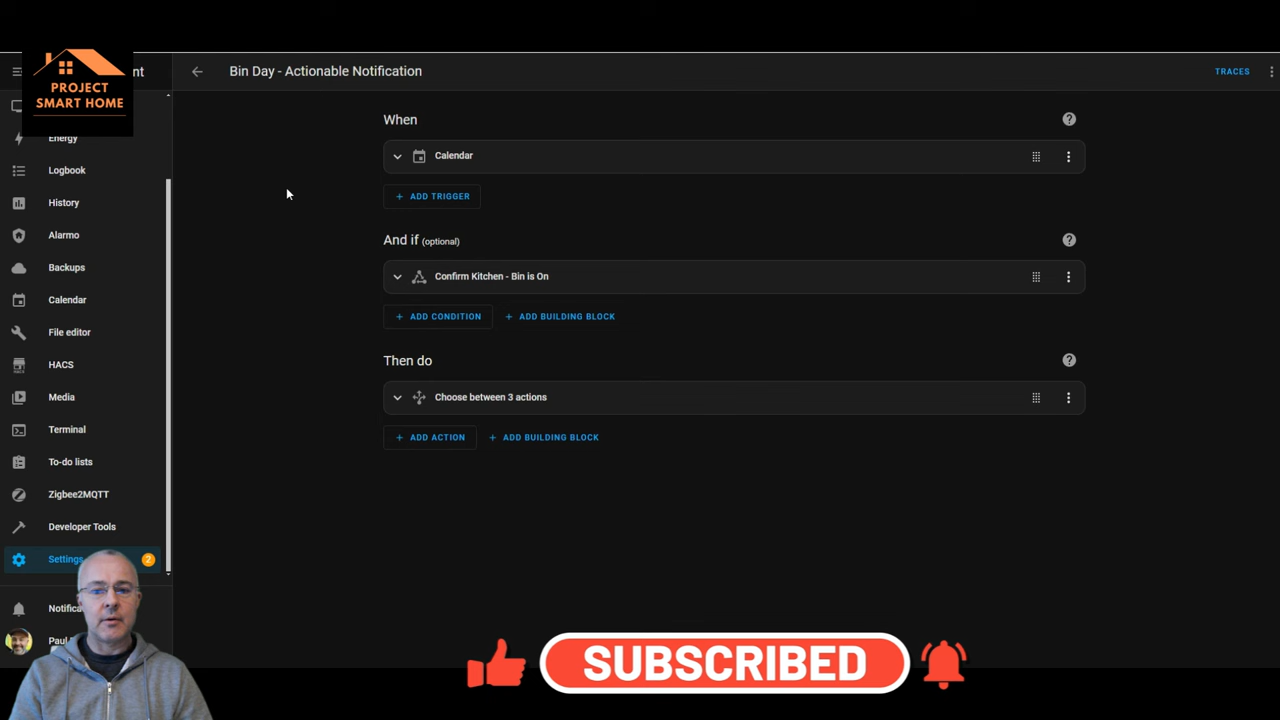 PROJECT
SMART HOME
nt
Bin Day - Actionable Notification
TRACES
Energy
Logbook
History
Alarmo
Backups
Calendar
File editor
HACS
Media
Terminal
To-do lists
Zigbee2MQTT
Developer Tools
Settings
2
Notifica
Paul
When
Calendar
+ ADD TRIGGER
And if (optional)
Confirm Kitchen - Bin is On
+ ADD CONDITION
+ ADD BUILDING BLOCK
Then do
Choose between 3 actions
+ ADD ACTION
+ ADD BUILDING BLOCK
SUBSCRIBED